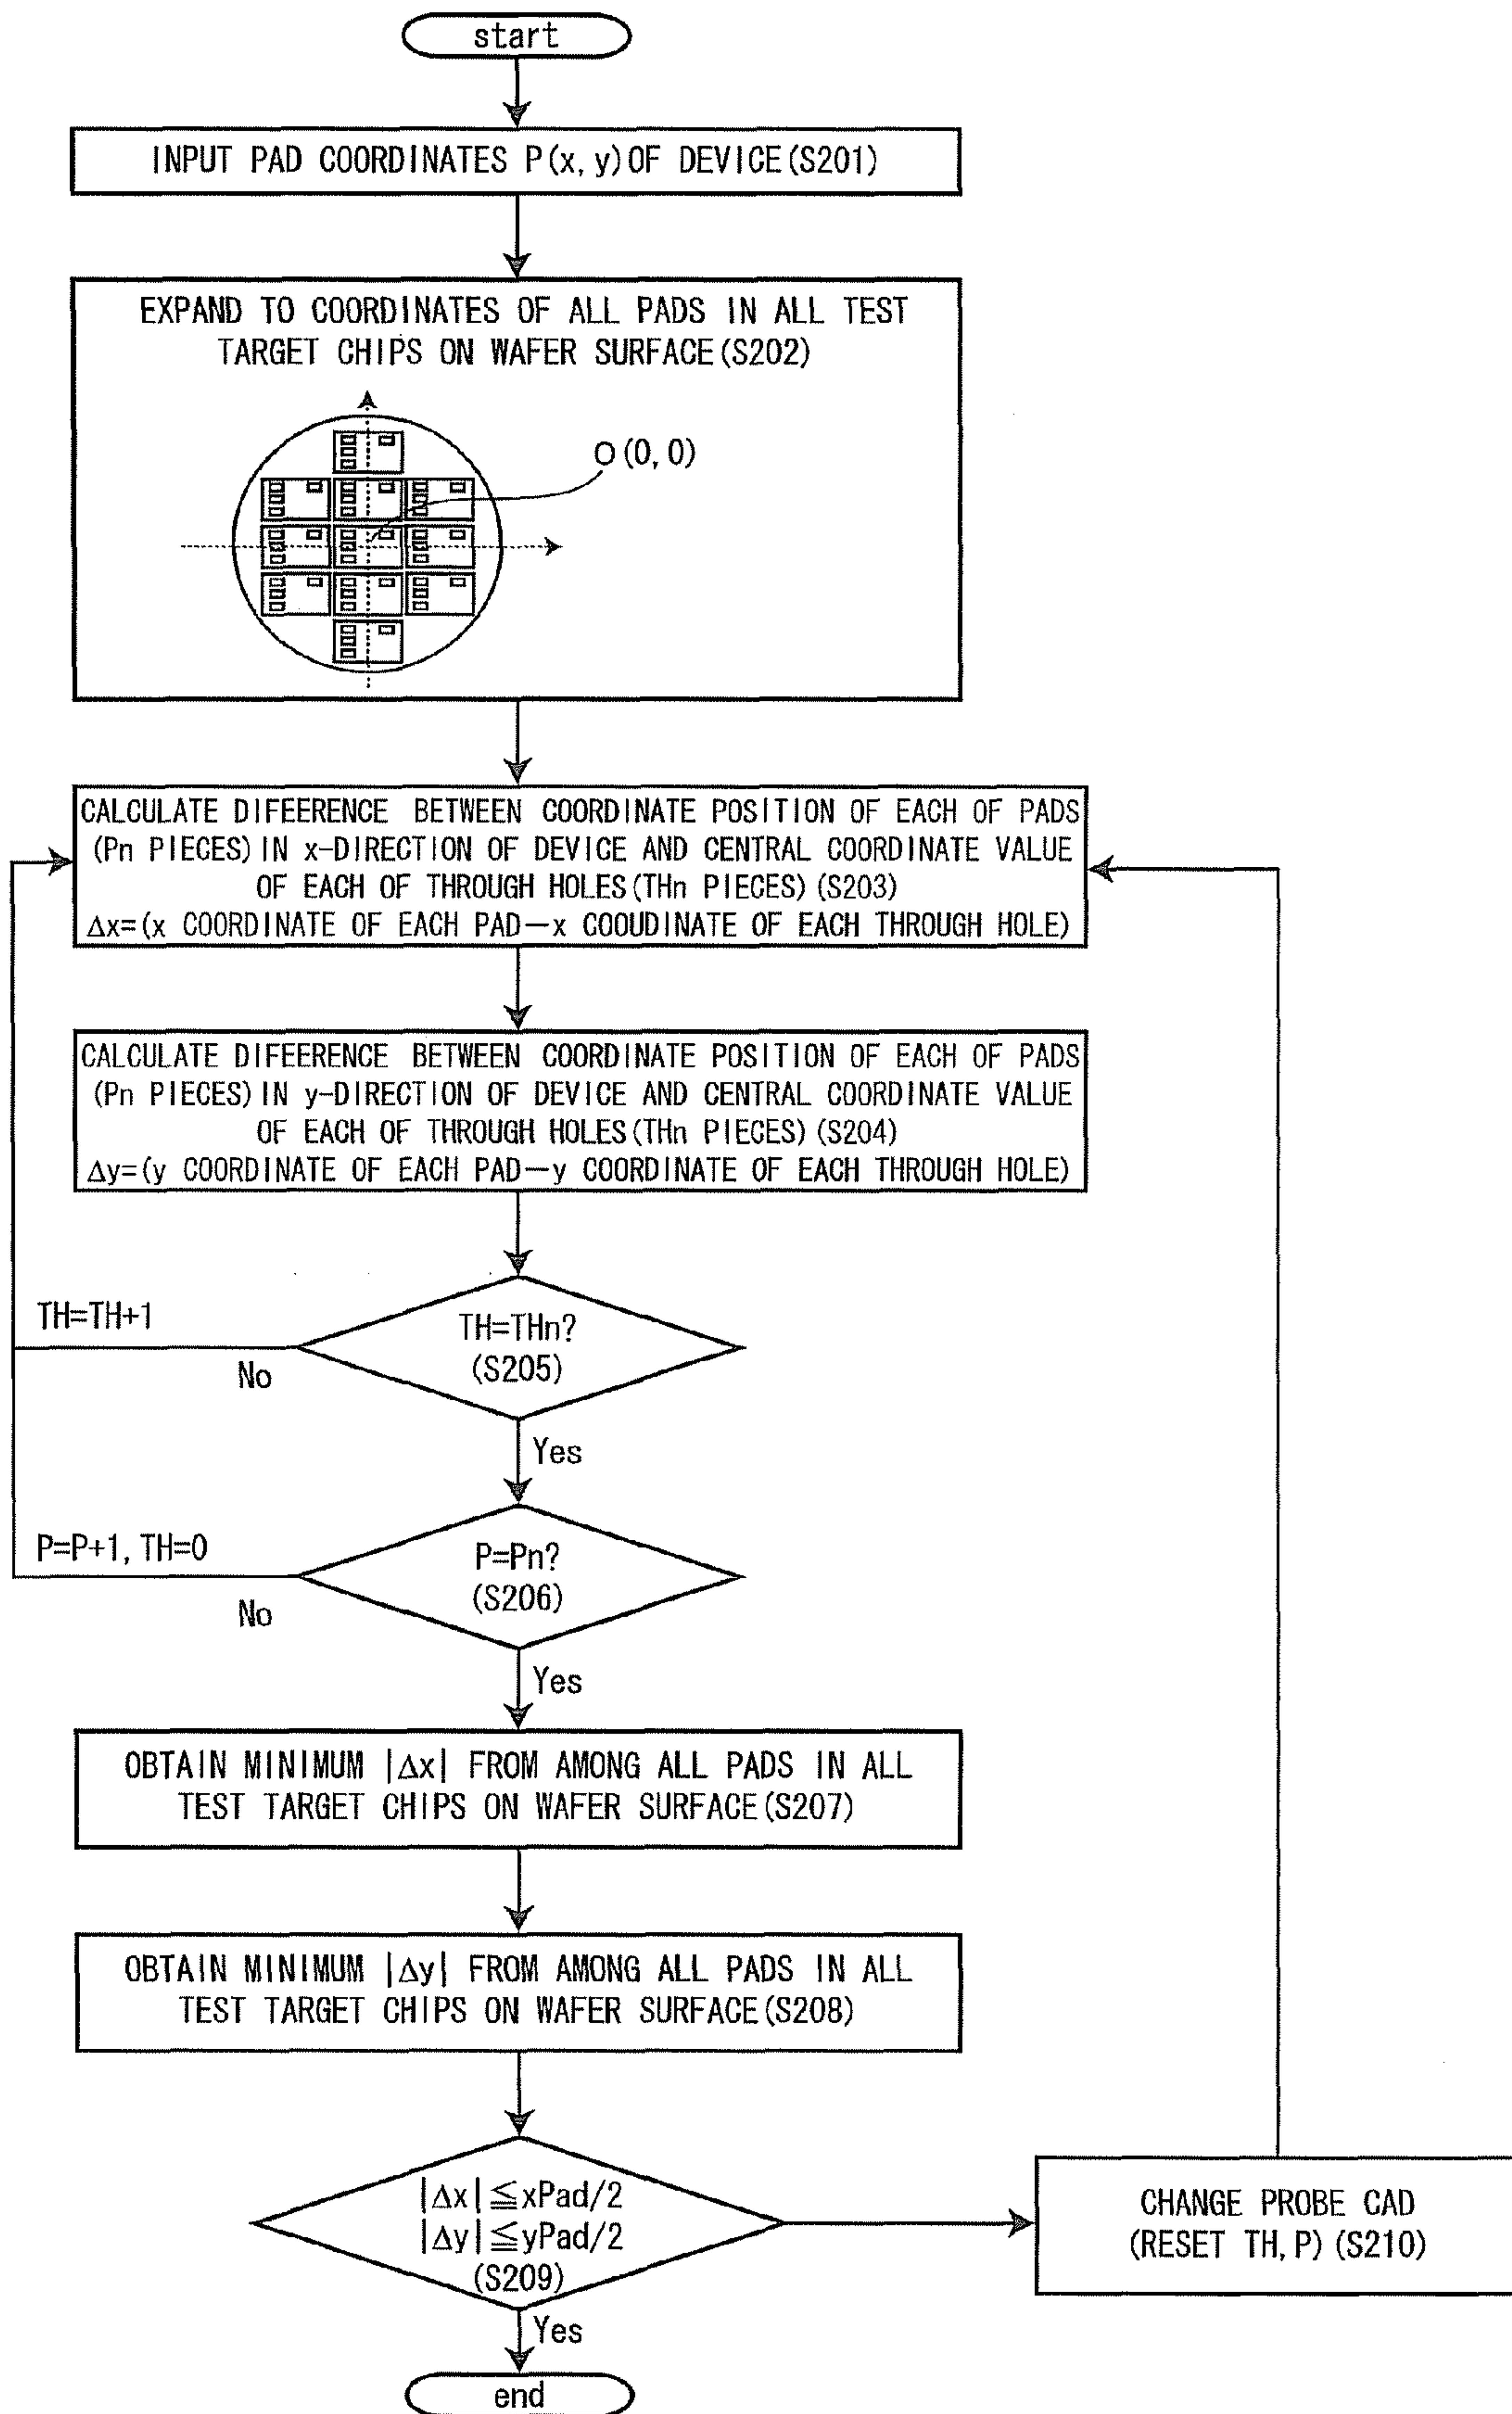 start
INPUT PAD COORDINATES P(x, y)OF DEVICE(S201)
EXPAND TO COORDINATES OF ALL PADS IN ALL TEST
TARGET CHIPS ON WAFER SURFACE(S202)
O(0, 0)
CALCULATE DIFEERENCE BETWEEN COORDINATE POSITION OF EACH OF PADS
(Pn PIECES)IN x-DIRECTION OF DEVICE AND CENTRAL COORDINATE VALUE
OF EACH OF THROUGH HOLES(THn PIECES)(S203)
Δx=(x COORDINATE OF EACH PAD—x COOUDINATE OF EACH THROUGH HOLE)
CALCULATE DIFEERENCE BETWEEN COORDINATE POSITION OF EACH OF PADS
(Pn PIECES)IN y-DIRECTION OF DEVICE AND CENTRAL COORDINATE VALUE
OF EACH OF THROUGH HOLES(THn PIECES)(S204)
Δy=(y COORDINATE OF EACH PAD—y COORDINATE OF EACH THROUGH HOLE)
TH=TH+1
TH=THn?
(S205)
No
Yes
P=P+1, TH=0
P=Pn?
(S206)
No
Yes
OBTAIN MINIMUM |Δx| FROM AMONG ALL PADS IN ALL
TEST TARGET CHIPS ON WAFER SURFACE(S207)
OBTAIN MINIMUM |Δy| FROM AMONG ALL PADS IN ALL
TEST TARGET CHIPS ON WAFER SURFACE(S208)
|Δx|≦xPad/2
|Δy|≦yPad/2
(S209)
CHANGE PROBE CAD
(RESET TH, P)(S210)
Yes
end